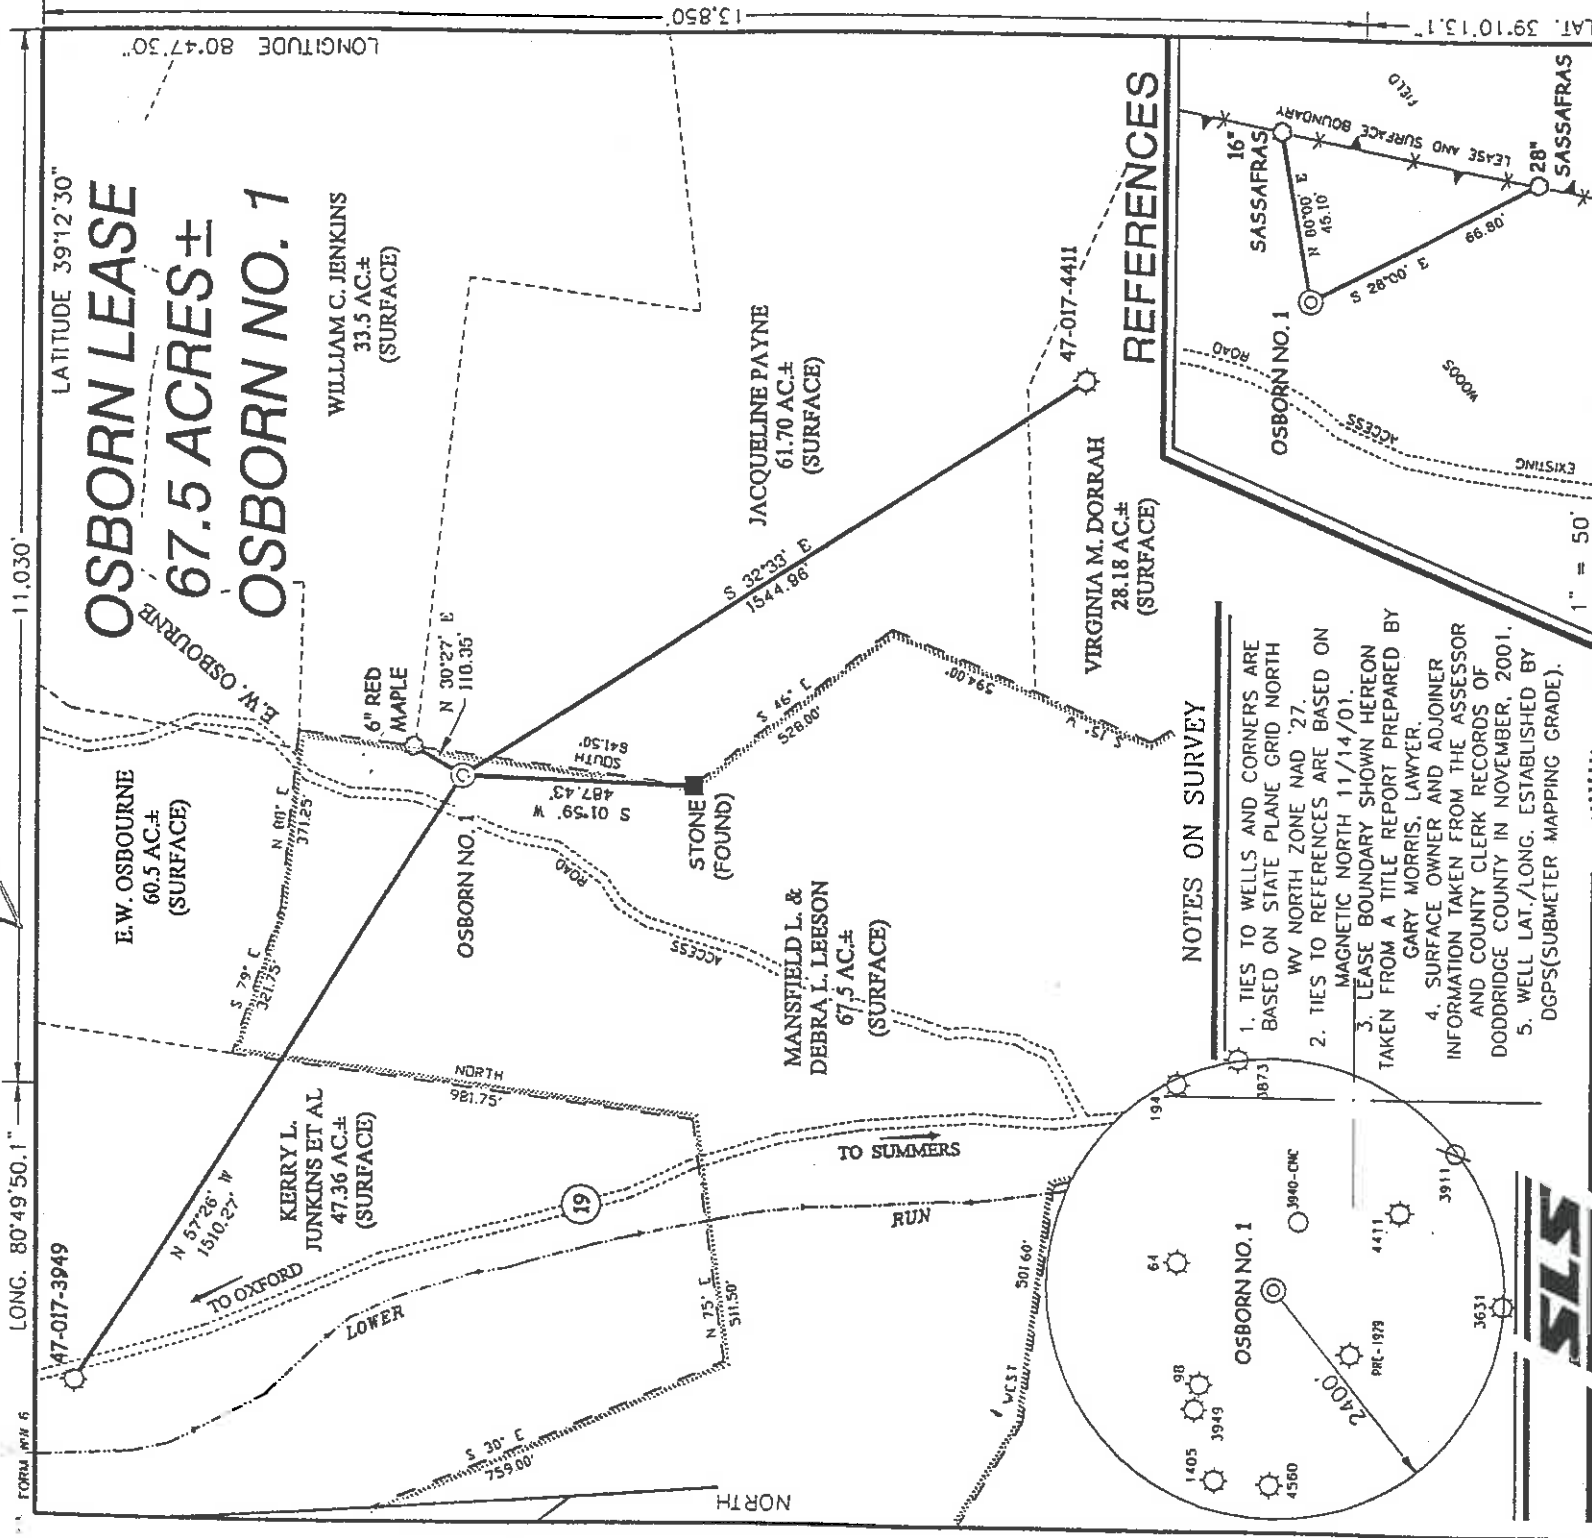 FORM WW 6
LONG. 80°49'50.1"
11,030'
LATITUDE 39°12'30"
LONGITUDE 80°47'30"
13,850'
LAT. 39°10'13.1"
OSBORN LEASE
67.5 ACRES±
OSBORN NO. 1
WILLIAM C. JENKINS
33.5 AC.±
(SURFACE)
E.W. OSBOURNE
E.W. OSBOURNE
60.5 AC.±
(SURFACE)
47-017-3949
N 57°26' W
1510.27'
KERRY L.
JUNKINS ET AL
47.36 AC.±
(SURFACE)
S 79° E
321.75'
N 80° E
371.25'
6" RED
MAPLE
N 30°27' E
110.35'
OSBORN NO. 1
SOUTH
641.50'
S 01°59' W
487.43'
STONE
(FOUND)
S 32°33' E
1544.86'
JACQUELINE PAYNE
61.70 AC.±
(SURFACE)
47-017-4411
VIRGINIA M. DORRAH
28.18 AC.±
(SURFACE)
S 46° E
528.00'
S 15° W
594.00'
MANSFIELD L. &
DEBRA L. LEESON
67.5 AC.±
(SURFACE)
ACCESS
ROAD
NORTH
981.75'
TO OXFORD
19
TO SUMMERS
LOWER
RUN
N 75° E
511.50'
S 30° E
759.00'
WEST
501.60'
NORTH
REFERENCES
16"
SASSAFRAS
N 80°00' E
45.10'
LEASE AND SURFACE BOUNDARY
FIELD
28"
SASSAFRAS
S 28°00' E
66.80'
OSBORN NO. 1
EXISTING
ACCESS
ROAD
WOODS
1" = 50'
NOTES ON SURVEY
1. TIES TO WELLS AND CORNERS ARE
BASED ON STATE PLANE GRID NORTH
WV NORTH ZONE NAD '27.
2. TIES TO REFERENCES ARE BASED ON
MAGNETIC NORTH 11/14/01.
3. LEASE BOUNDARY SHOWN HEREON
TAKEN FROM A TITLE REPORT PREPARED BY
GARY MORRIS, LAWYER.
4. SURFACE OWNER AND ADJOINER
INFORMATION TAKEN FROM THE ASSESSOR
AND COUNTY CLERK RECORDS OF
DODDRIDGE COUNTY IN NOVEMBER, 2001.
5. WELL LAT./LONG. ESTABLISHED BY
DGPS(SUBMETER MAPPING GRADE).
194
3873
64
3940-CNC
3911
OSBORN NO. 1
4411
98
3949
PRE-1929
3631
1405
4560
2400'
SLS